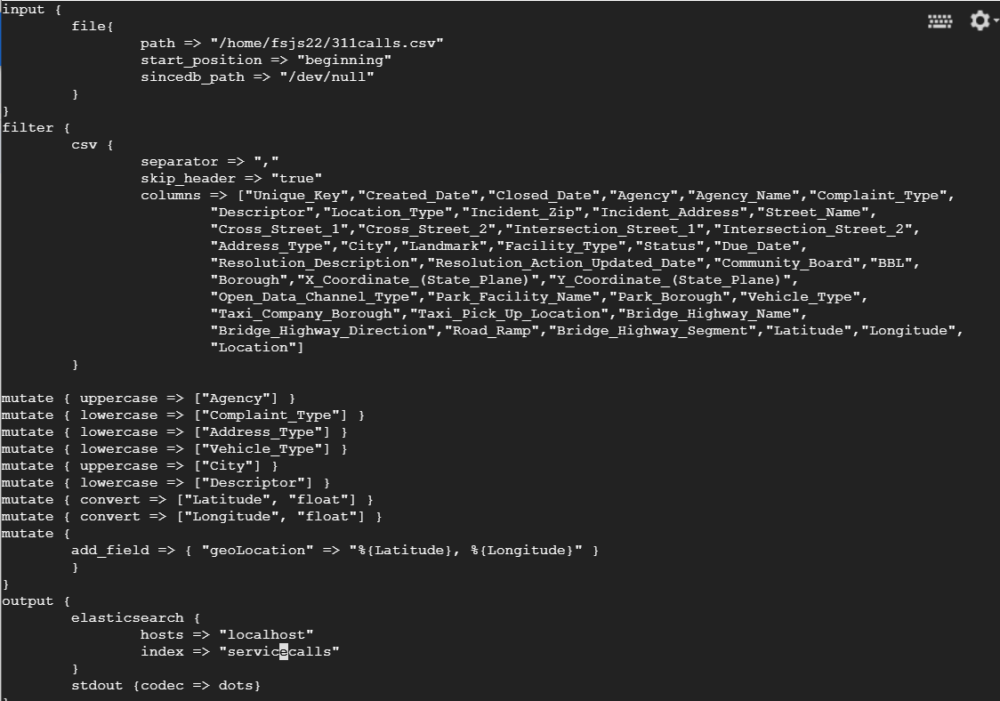 input {
        file{
                path => "/home/fsjs22/311calls.csv"
                start_position => "beginning"
                sincedb_path => "/dev/null"
        }
}
filter {
        csv {
                separator => ","
                skip_header => "true"
                columns => ["Unique_Key","Created_Date","Closed_Date","Agency","Agency_Name","Complaint_Type",
                        "Descriptor","Location_Type","Incident_Zip","Incident_Address","Street_Name",
                        "Cross_Street_1","Cross_Street_2","Intersection_Street_1","Intersection_Street_2",
                        "Address_Type","City","Landmark","Facility_Type","Status","Due_Date",
                        "Resolution_Description","Resolution_Action_Updated_Date","Community_Board","BBL",
                        "Borough","X_Coordinate_(State_Plane)","Y_Coordinate_(State_Plane)",
                        "Open_Data_Channel_Type","Park_Facility_Name","Park_Borough","Vehicle_Type",
                        "Taxi_Company_Borough","Taxi_Pick_Up_Location","Bridge_Highway_Name",
                        "Bridge_Highway_Direction","Road_Ramp","Bridge_Highway_Segment","Latitude","Longitude",
                        "Location"]
        }

mutate { uppercase => ["Agency"] }
mutate { lowercase => ["Complaint_Type"] }
mutate { lowercase => ["Address_Type"] }
mutate { lowercase => ["Vehicle_Type"] }
mutate { uppercase => ["City"] }
mutate { lowercase => ["Descriptor"] }
mutate { convert => ["Latitude", "float"] }
mutate { convert => ["Longitude", "float"] }
mutate {
        add_field => { "geoLocation" => "%{Latitude}, %{Longitude}" }
        }
}
output {
        elasticsearch {
                hosts => "localhost"
                index => "servicecalls"
        }
        stdout {codec => dots}
}